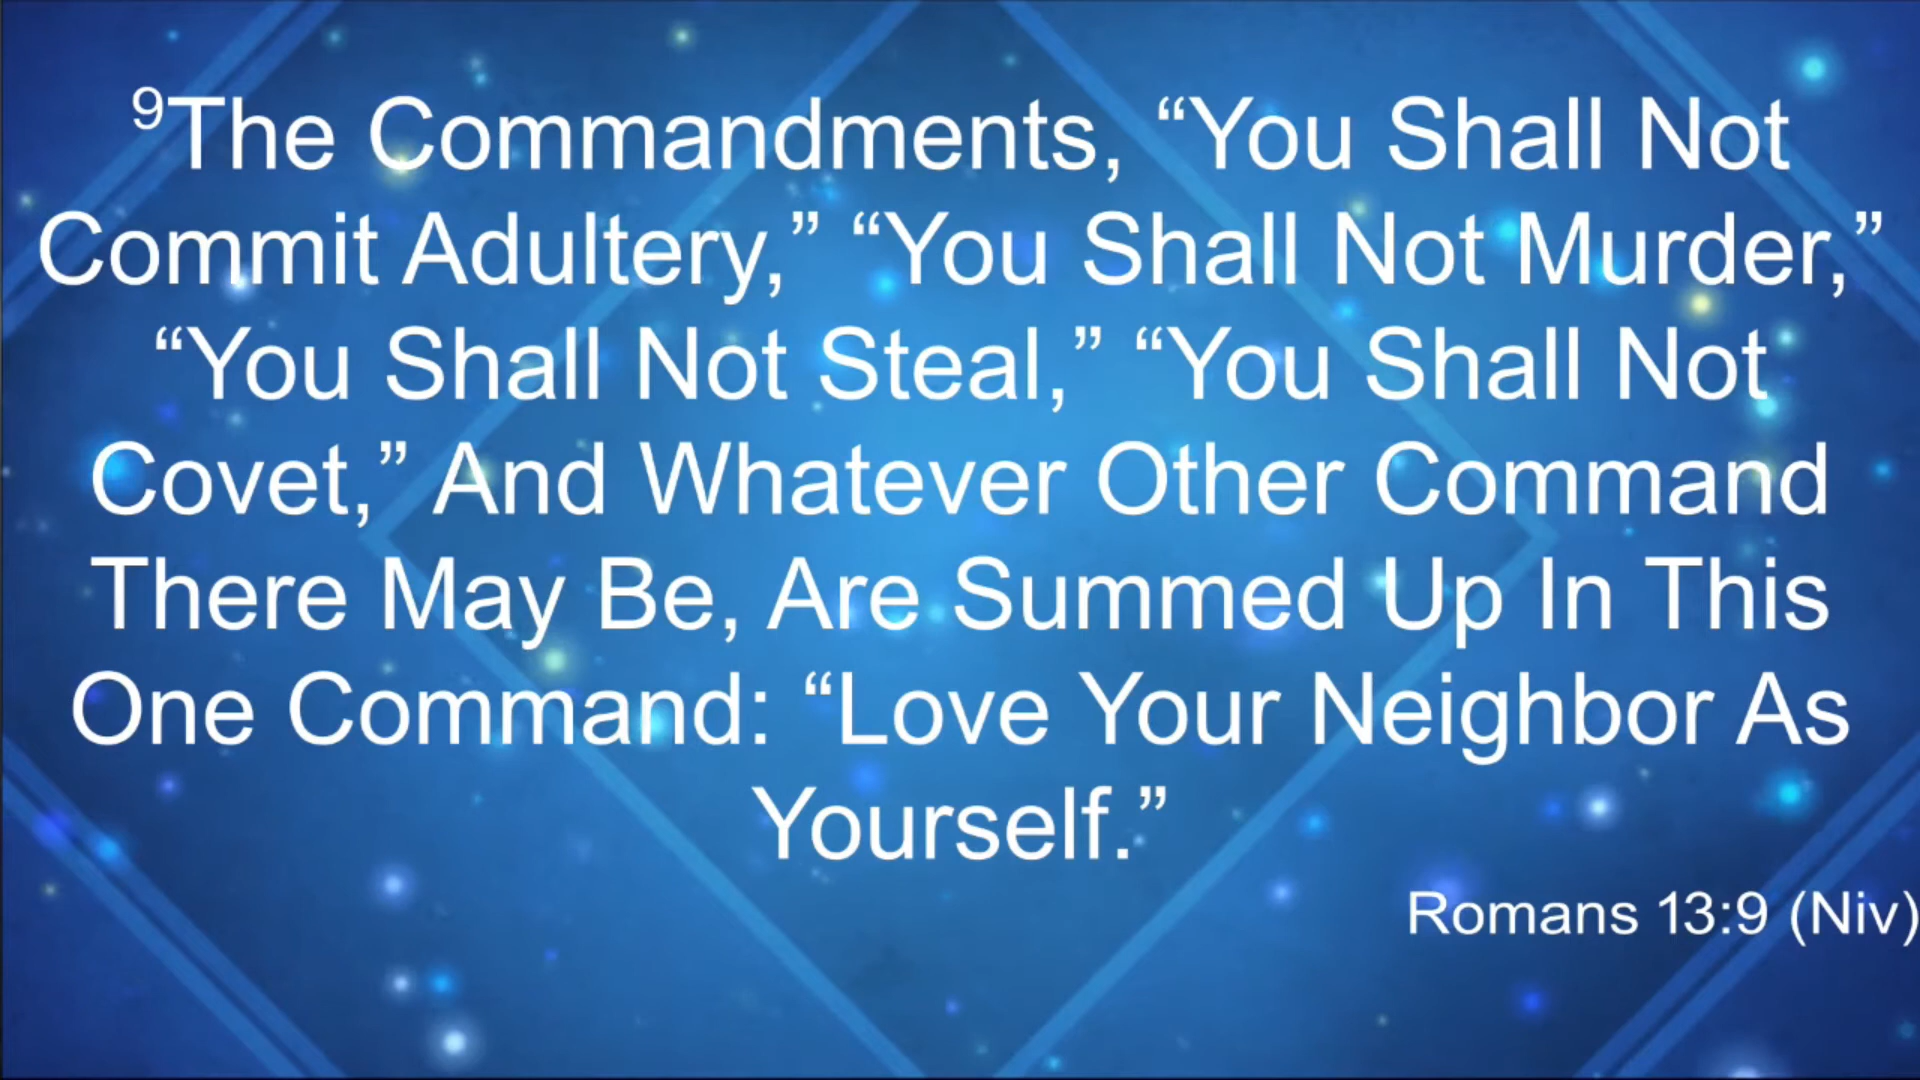 ⁹The Commandments, “You Shall Not
Commit Adultery,” “You Shall Not Murder,”
“You Shall Not Steal,” “You Shall Not
Covet,” And Whatever Other Command
There May Be, Are Summed Up In This
One Command: “Love Your Neighbor As
Yourself.”
Romans 13:9 (Niv)